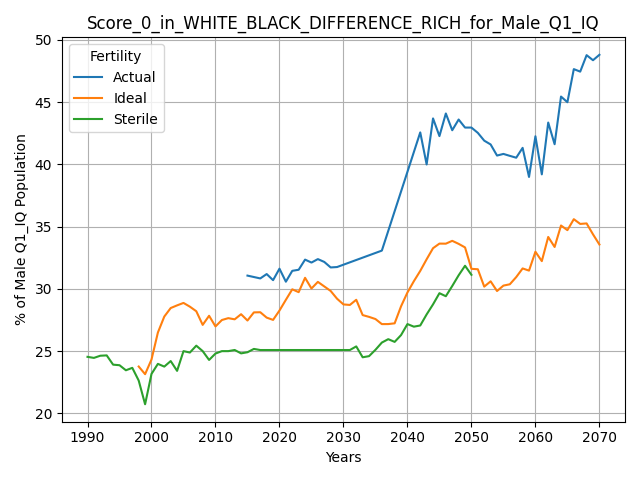 Score_0_in_WHITE_BLACK_DIFFERENCE_RICH_for_Male_Q1_IQ
Fertility
Actual
Ideal
Sterile
% of Male Q1_IQ Population
50
45
40
35
30
25
20
1990 2000 2010 2020 2030 2040 2050 2060 2070
Years